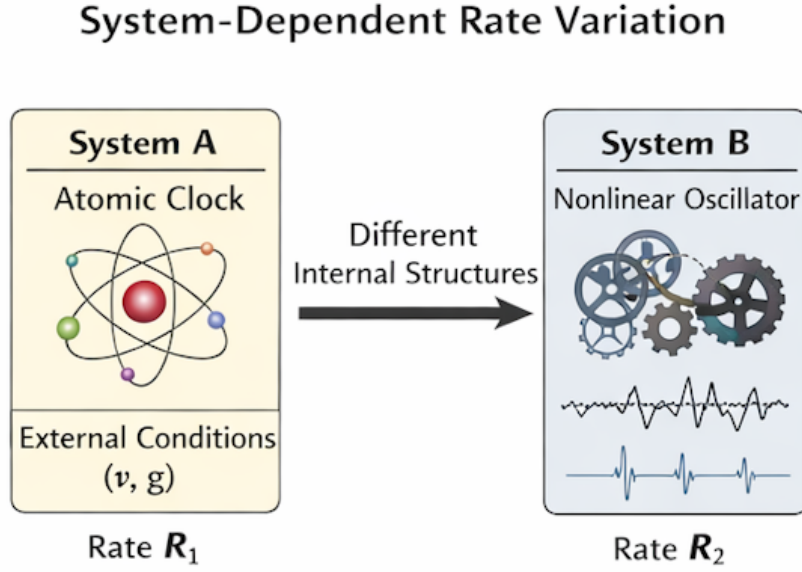 System-Dependent Rate Variation
System A
Atomic Clock
External Conditions
(v, g)
Rate R₁
Different
Internal Structures
System B
Nonlinear Oscillator
Rate R₂